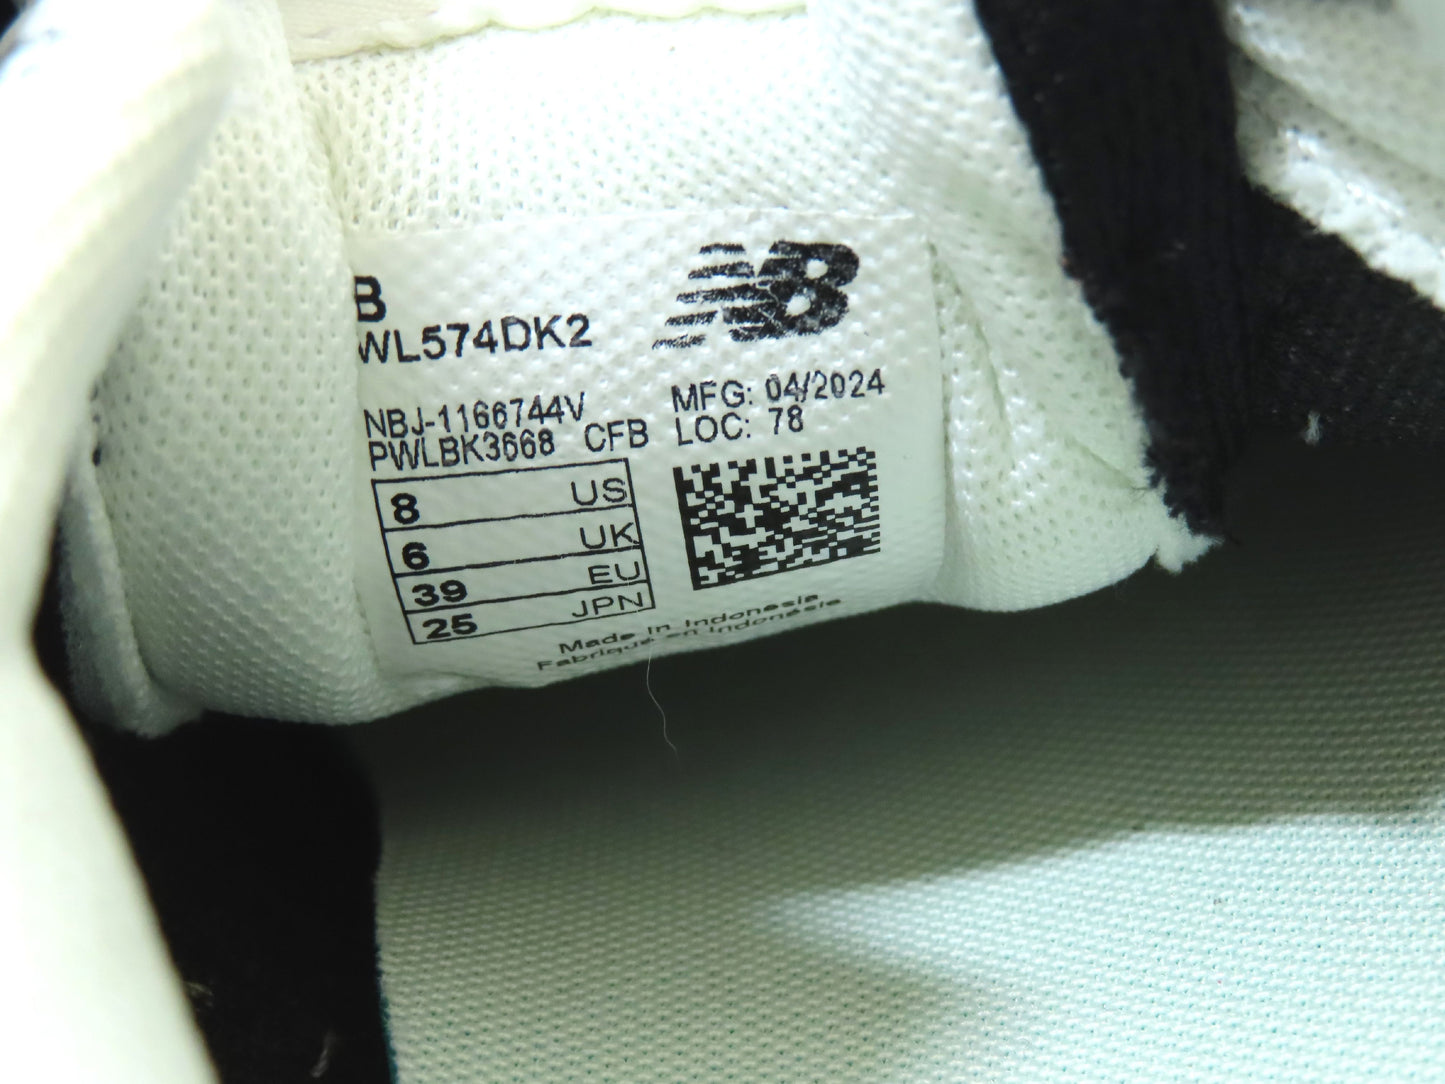 B
WL574DK2
NB
NBJ-1166744V
PWLBK3668 CFB
MFG: 04/2024
LOC: 78
8 US
6 UK
39 EU
25 JPN
Made in Indonesia
Fabriqué en Indonésie